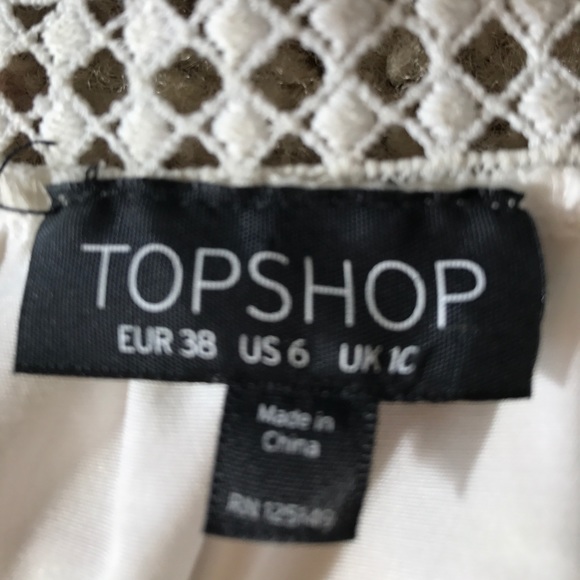 TOPSHOP
EUR 38 US 6 UK 10
Made in
China
RN 125149